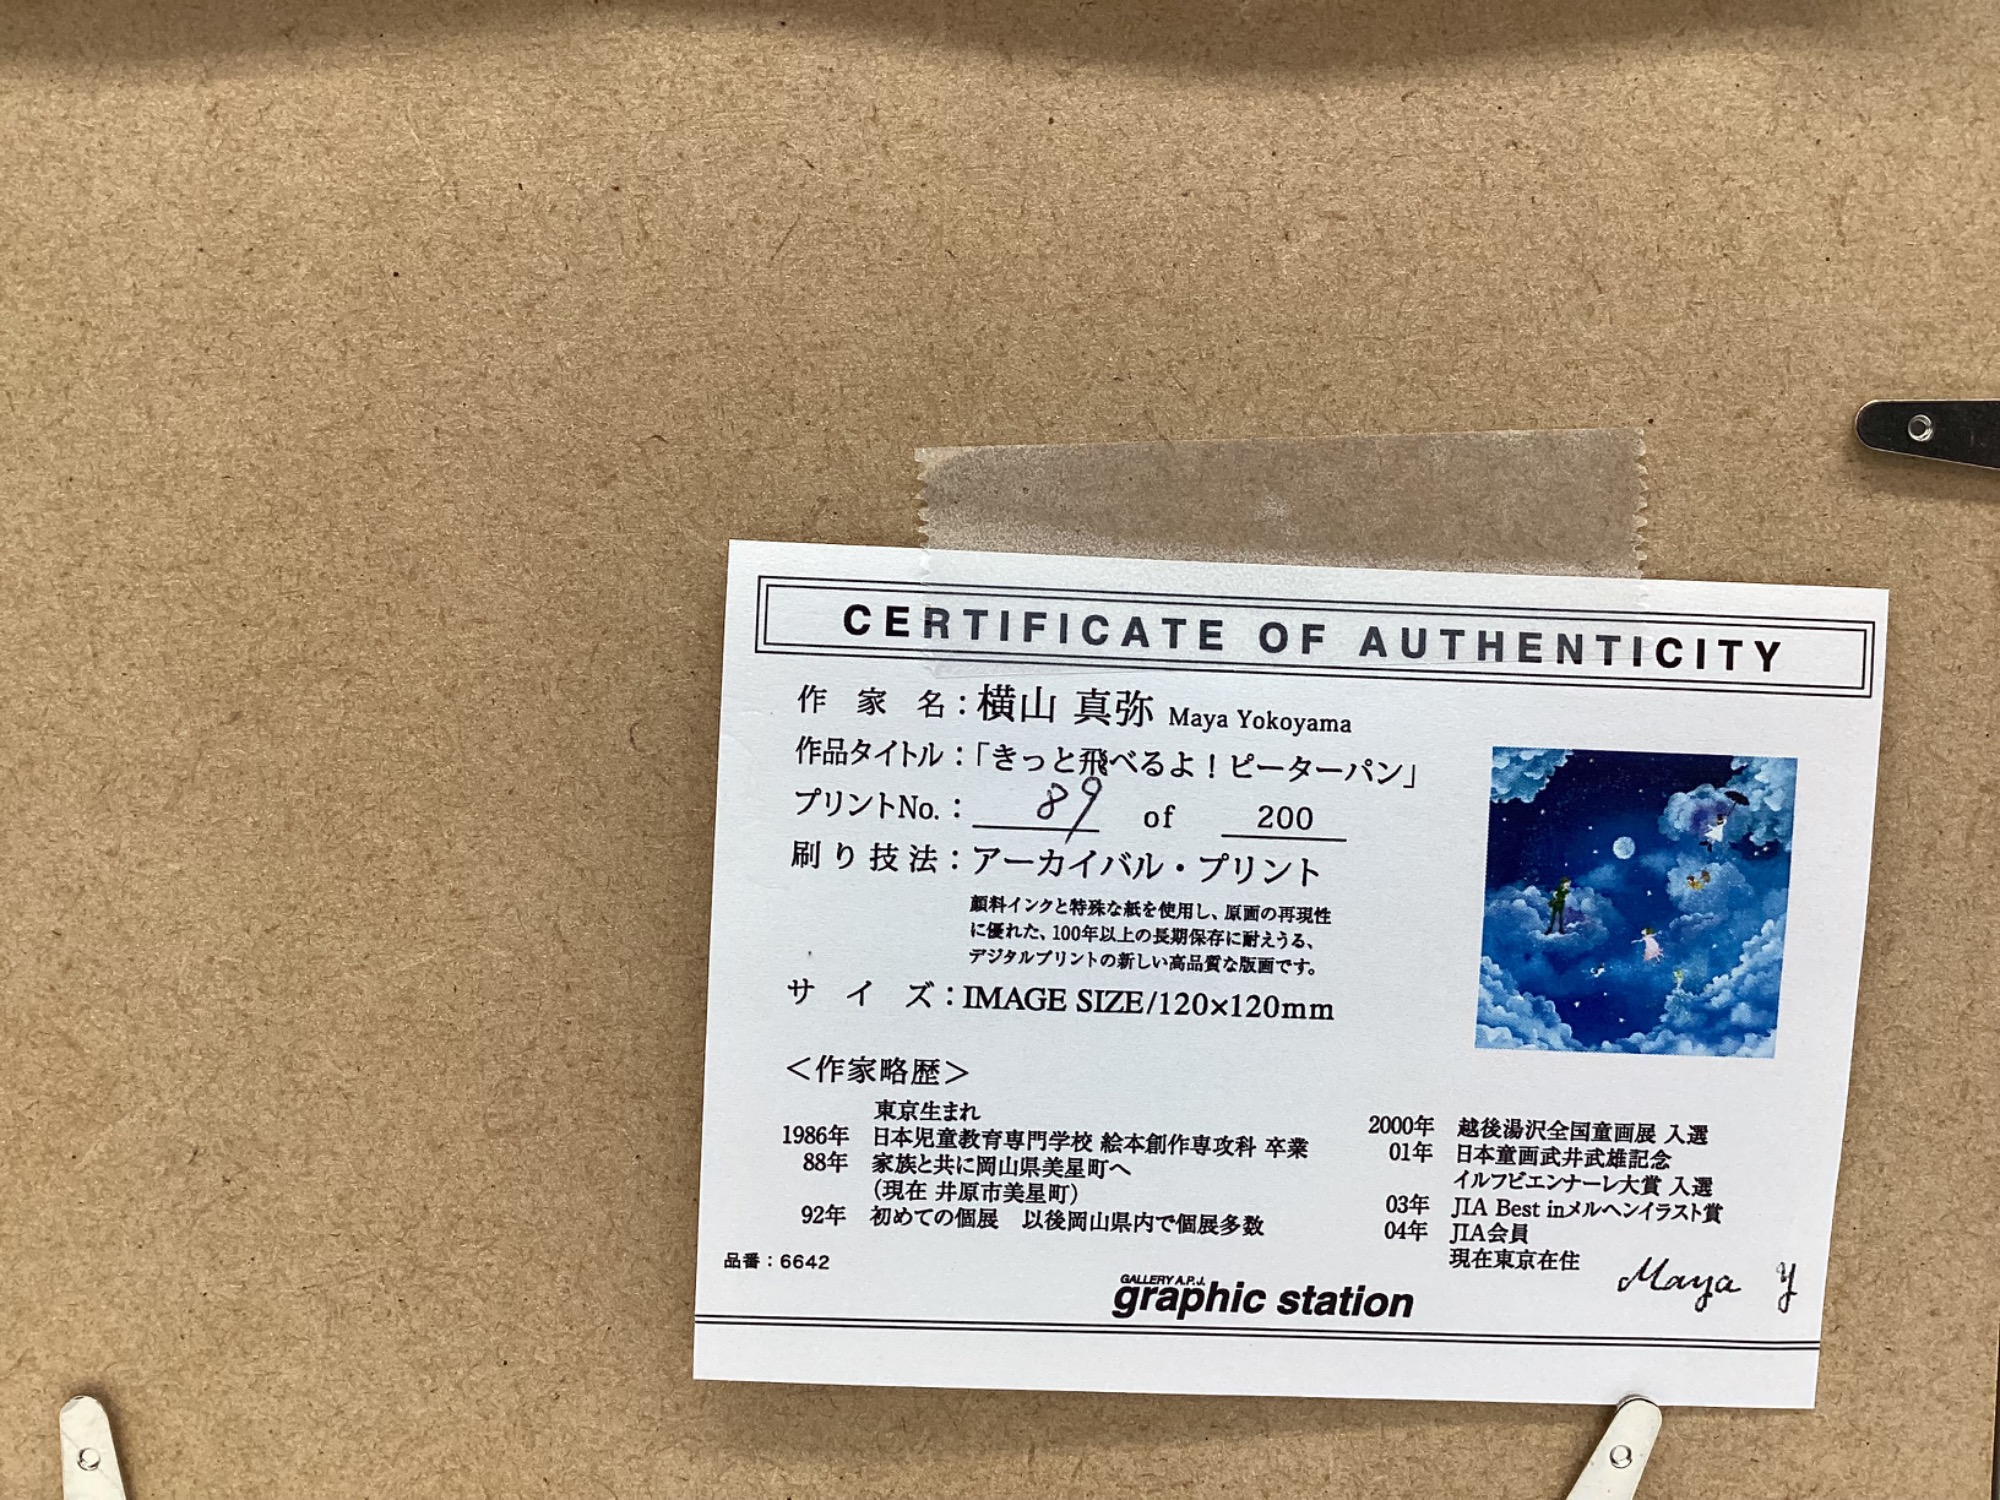 CERTIFICATE OF AUTHENTICITY
作家名：横山 真弥 Maya Yokoyama
作品タイトル：「きっと飛べるよ！ピーターパン」
プリントNo.： 89 of 200
刷り技法：アーカイバル・プリント
顔料インクと特殊な紙を使用し、原画の再現性
に優れた、100年以上の長期保存に耐えうる、
デジタルプリントの新しい高品質な版画です。
サイズ：IMAGE SIZE/120×120mm
＜作家略歴＞
東京生まれ
1986年 日本児童教育専門学校 絵本創作専攻科 卒業
88年 家族と共に岡山県美星町へ
（現在 井原市美星町）
92年 初めての個展　以後岡山県内で個展多数
2000年 越後湯沢全国童画展 入選
01年 日本童画武井武雄記念
イルフビエンナーレ大賞 入選
03年 JIA Best inメルヘンイラスト賞
04年 JIA会員
現在東京在住
品番：6642
GALLERY A.P.J.
graphic station
Maya Y